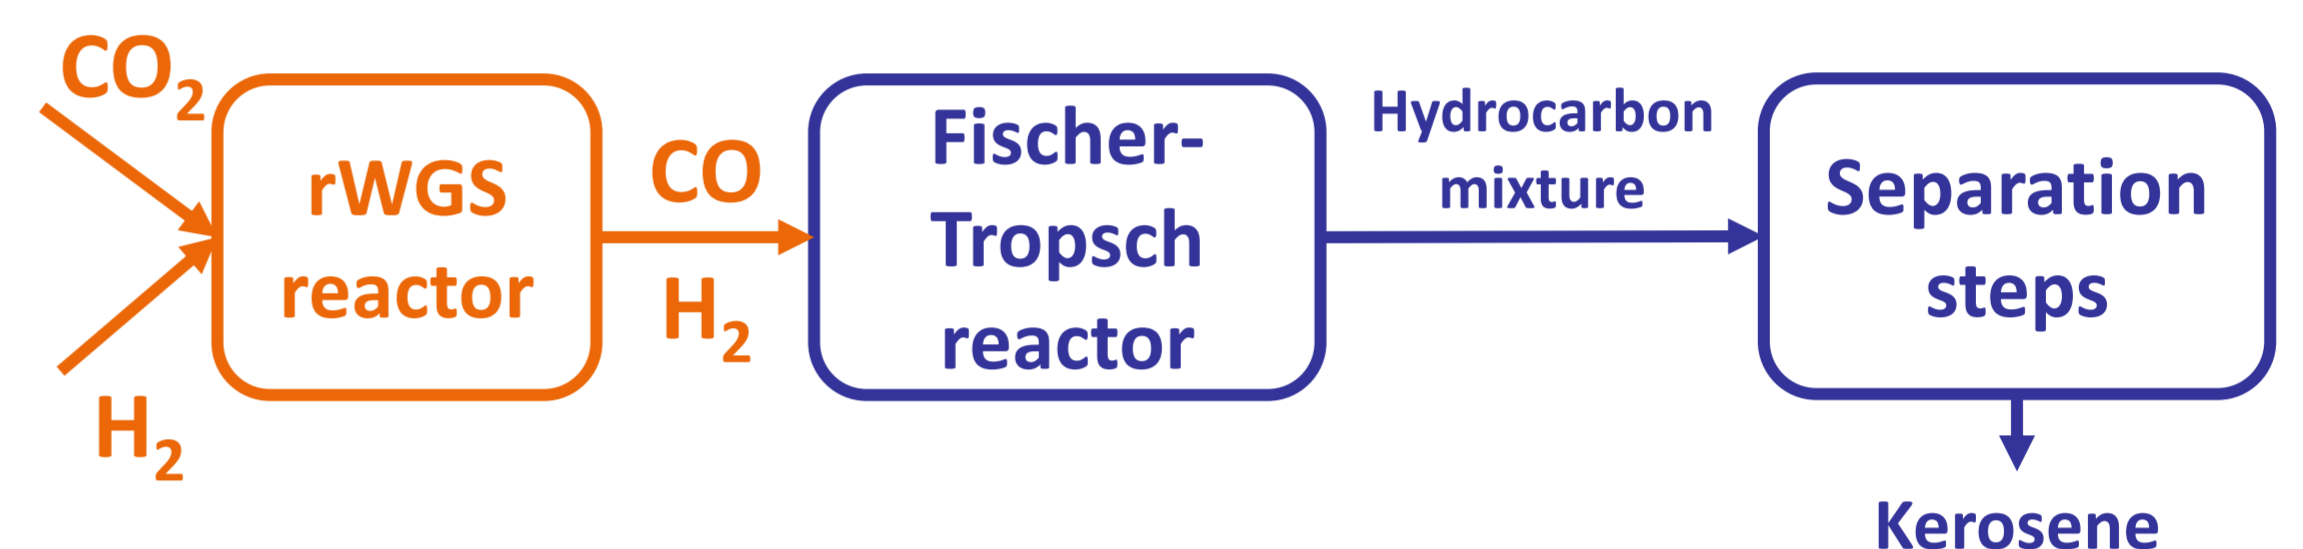 CO₂
H₂
rWGS
reactor
CO
H₂
Fischer-
Tropsch
reactor
Hydrocarbon
mixture
Separation
steps
Kerosene